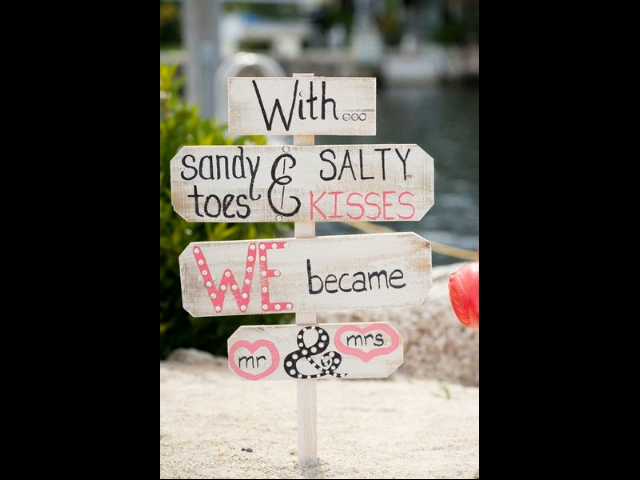 With...
sandy & SALTY
toes KISSES
WE became
mr & mrs